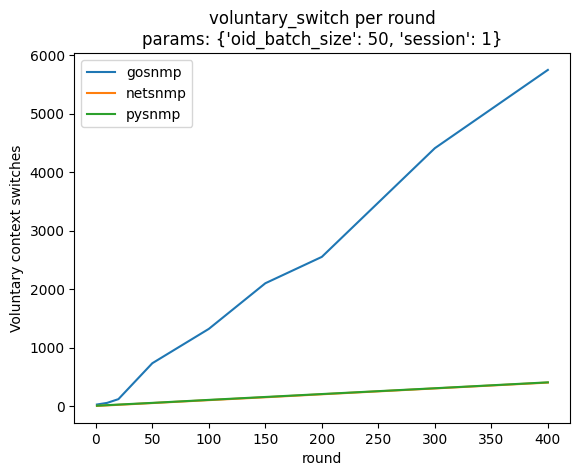 voluntary_switch per round
params: {'oid_batch_size': 50, 'session': 1}
gosnmp
netsnmp
pysnmp
Voluntary context switches
6000
5000
4000
3000
2000
1000
0
0 50 100 150 200 250 300 350 400
round